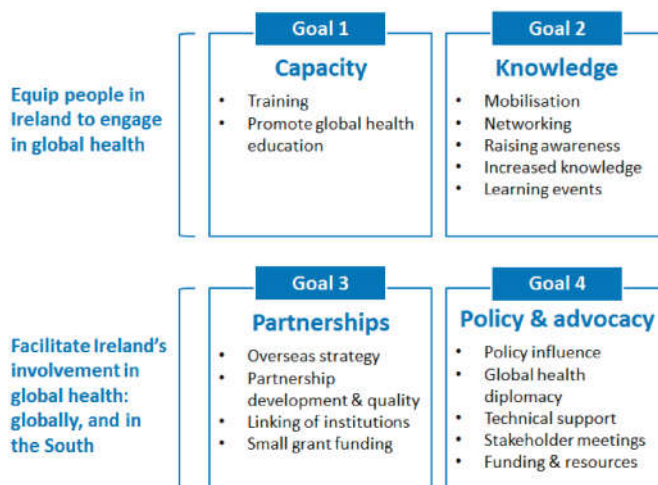 Equip people in
Ireland to engage
in global health
Goal 1
Capacity
• Training
• Promote global health
education
Goal 2
Knowledge
• Mobilisation
• Networking
• Raising awareness
• Increased knowledge
• Learning events
Facilitate Ireland's
involvement in
global health:
globally, and in
the South
Goal 3
Partnerships
• Overseas strategy
• Partnership
development & quality
• Linking of institutions
• Small grant funding
Goal 4
Policy & advocacy
• Policy influence
• Global health
diplomacy
• Technical support
• Stakeholder meetings
• Funding & resources